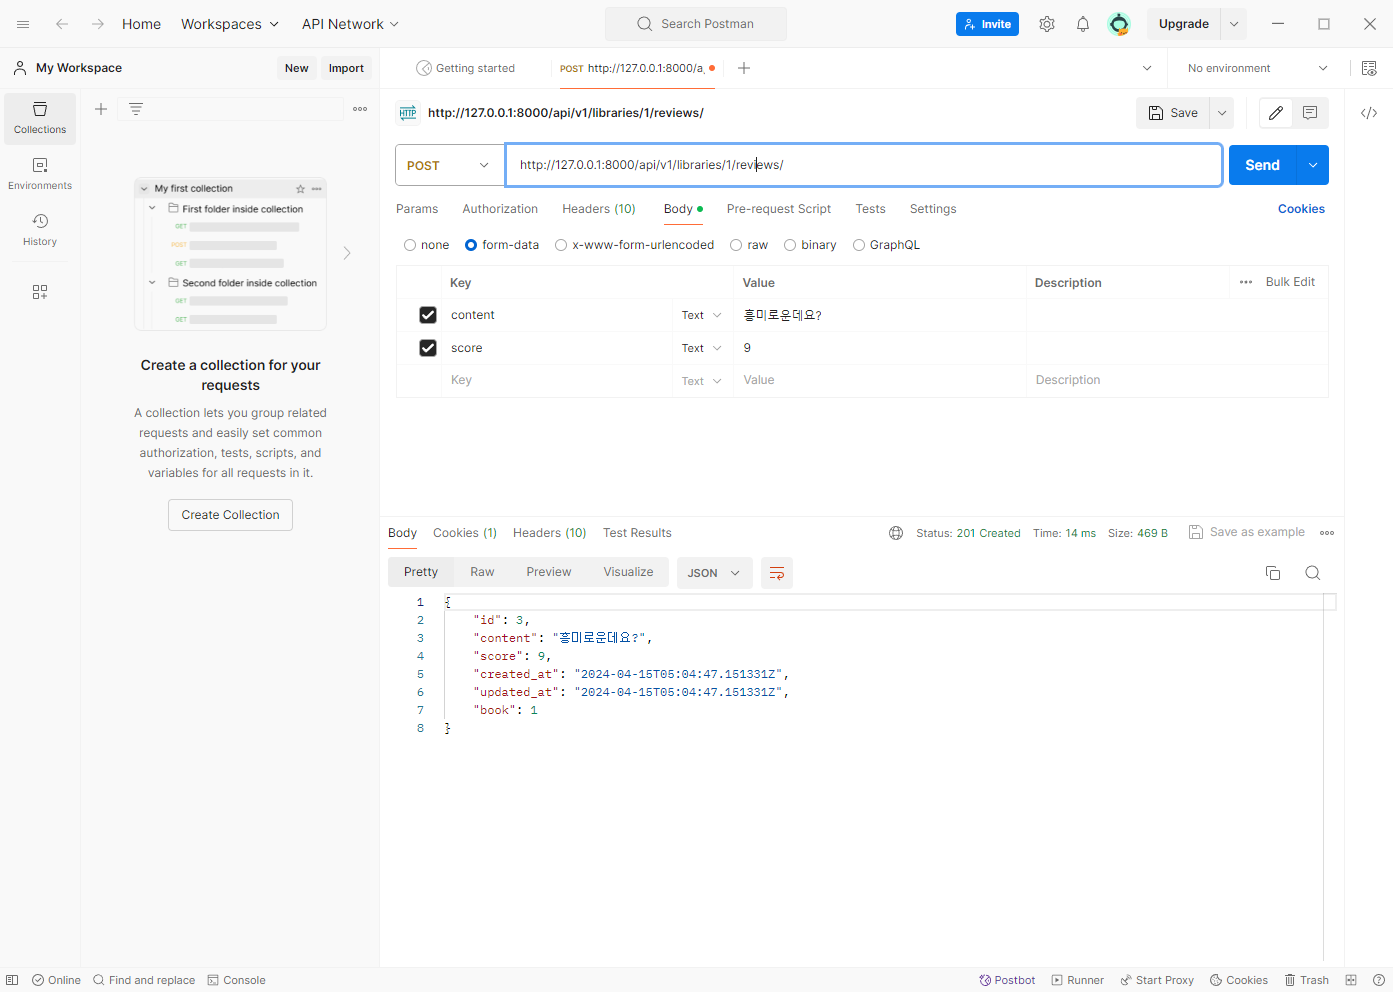 Home Workspaces API Network Search Postman Invite Upgrade
My Workspace New Import Getting started POST http://127.0.0.1:8000/a, No environment
Collections
Environments
History
My first collection
First folder inside collection
GET
POST
GET
Second folder inside collection
GET
GET
Create a collection for your
requests
A collection lets you group related
requests and easily set common
authorization, tests, scripts, and
variables for all requests in it.
Create Collection
HTTP http://127.0.0.1:8000/api/v1/libraries/1/reviews/ Save
POST http://127.0.0.1:8000/api/v1/libraries/1/reviews/ Send
Params Authorization Headers (10) Body Pre-request Script Tests Settings Cookies
none form-data x-www-form-urlencoded raw binary GraphQL
Key Value Description Bulk Edit
content Text 흥미로운데요?
score Text 9
Key Text Value Description
Body Cookies (1) Headers (10) Test Results Status: 201 Created Time: 14 ms Size: 469 B Save as example
Pretty Raw Preview Visualize JSON
1 {
2 "id": 3,
3 "content": "흥미로운데요?",
4 "score": 9,
5 "created_at": "2024-04-15T05:04:47.151331Z",
6 "updated_at": "2024-04-15T05:04:47.151331Z",
7 "book": 1
8 }
Online Find and replace Console Postbot Runner Start Proxy Cookies Trash